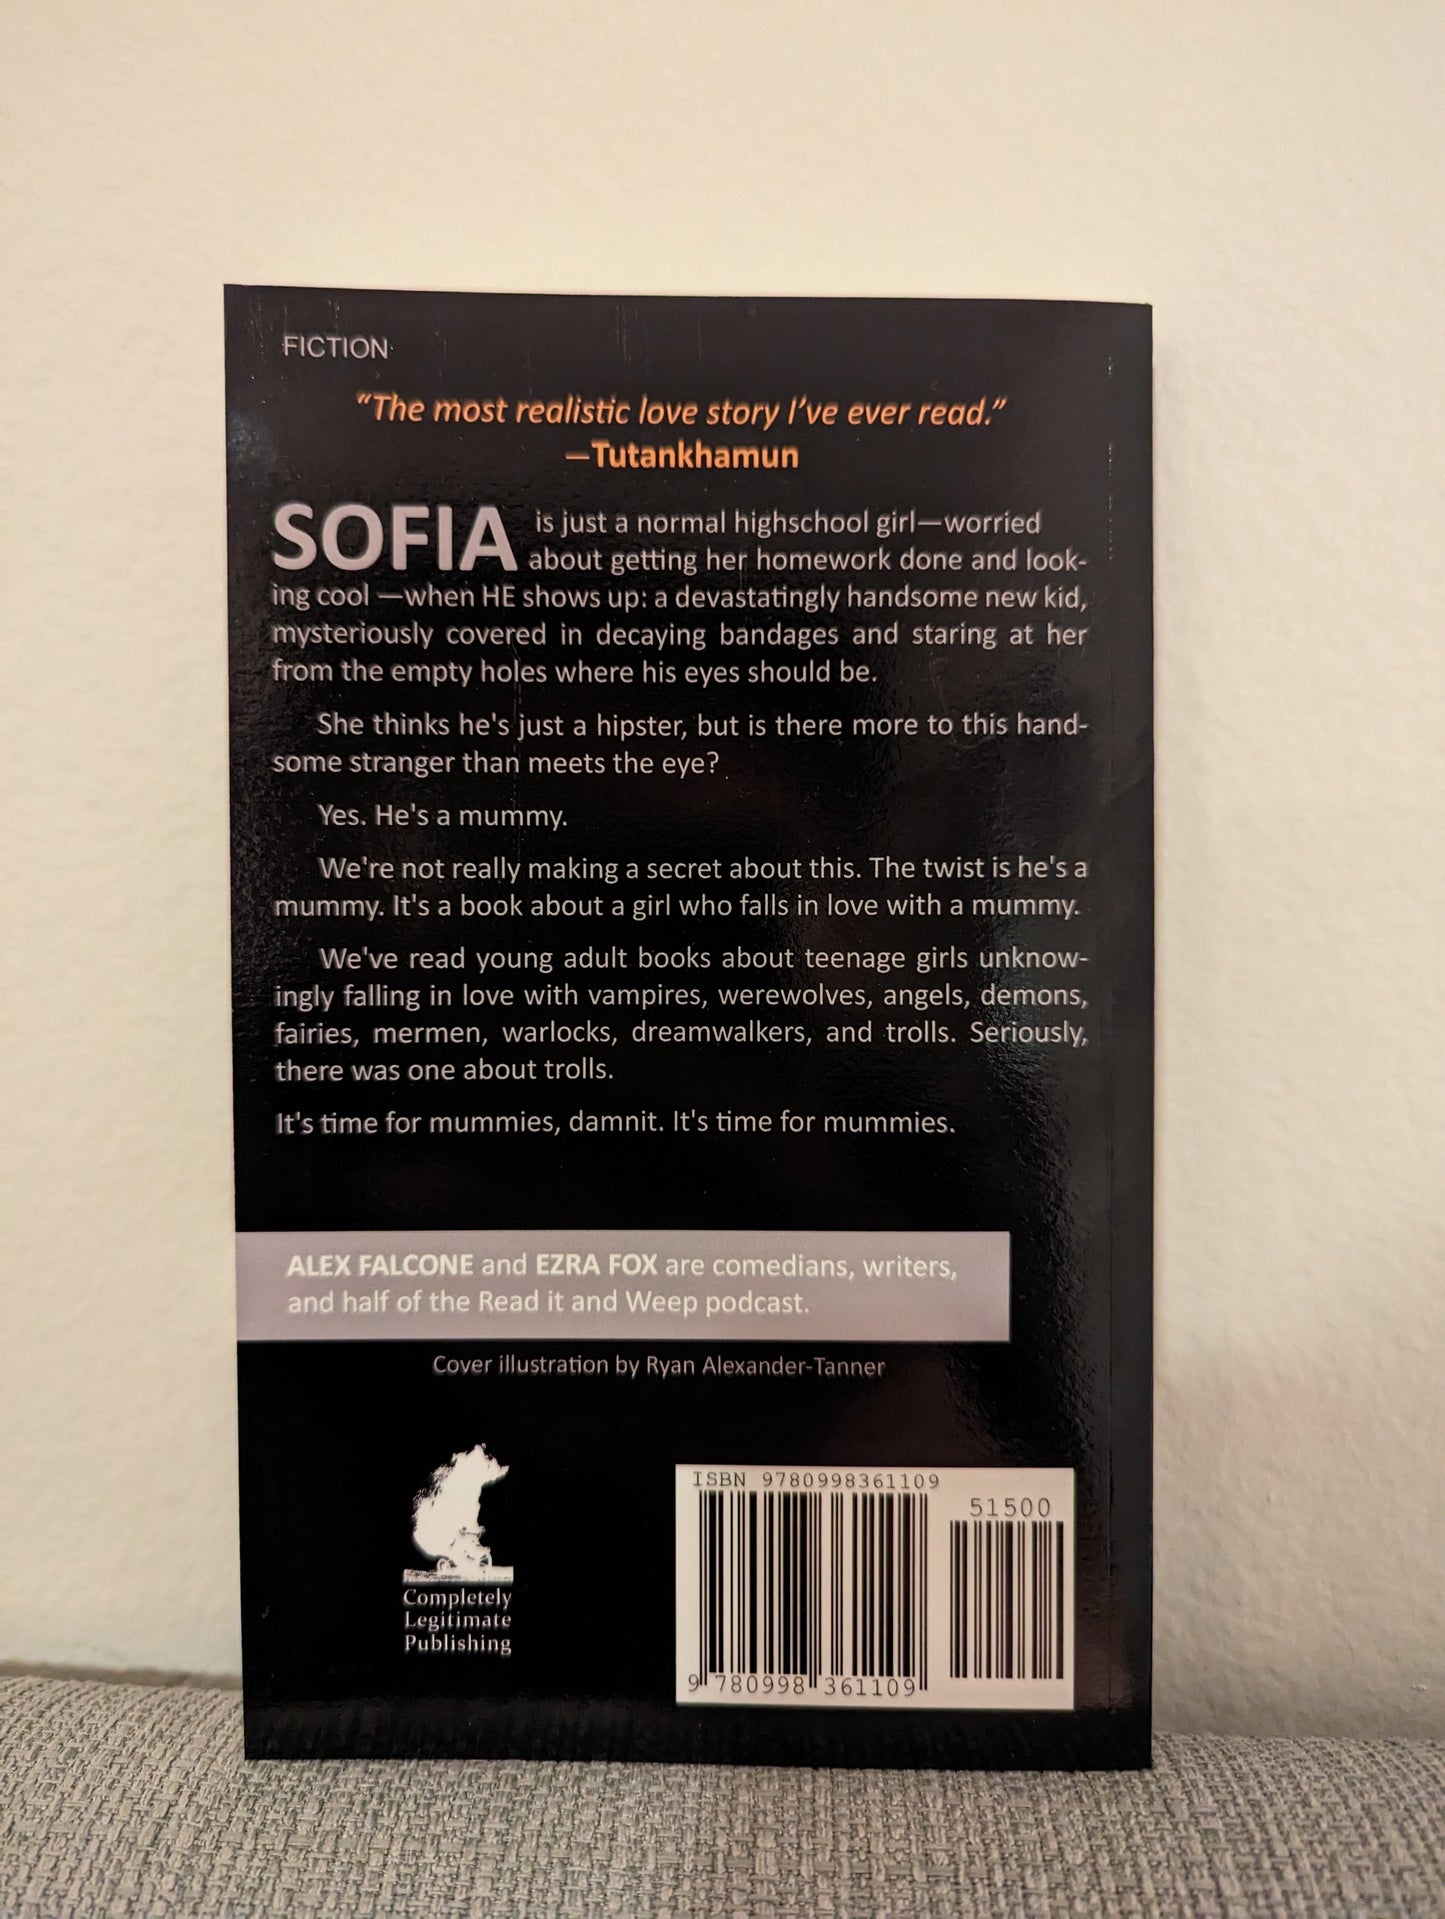 FICTION
“The most realistic love story I’ve ever read.”
—Tutankhamun
SOFIA is just a normal highschool girl—worried
about getting her homework done and look-
ing cool —when HE shows up: a devastatingly handsome new kid,
mysteriously covered in decaying bandages and staring at her
from the empty holes where his eyes should be.
She thinks he's just a hipster, but is there more to this hand-
some stranger than meets the eye?
Yes. He's a mummy.
We're not really making a secret about this. The twist is he's a
mummy. It's a book about a girl who falls in love with a mummy.
We've read young adult books about teenage girls unknow-
ingly falling in love with vampires, werewolves, angels, demons,
fairies, mermen, warlocks, dreamwalkers, and trolls. Seriously,
there was one about trolls.
It's time for mummies, damnit. It's time for mummies.
ALEX FALCONE and EZRA FOX are comedians, writers,
and half of the Read it and Weep podcast.
Cover illustration by Ryan Alexander-Tanner
Completely
Legitimate
Publishing
ISBN 9780998361109
51500
9 780998 361109